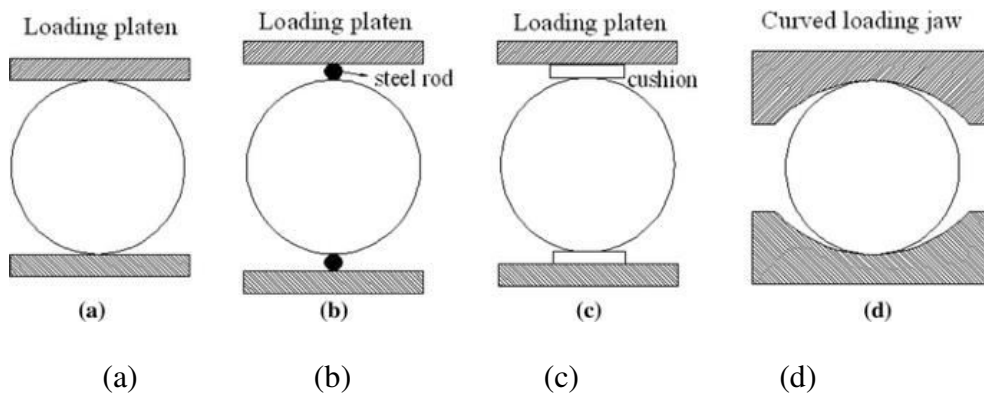 Loading platen
Loading platen
Loading platen
Curved loading jaw
steel rod
cushion
(a)
(b)
(c)
(d)
(a)
(b)
(c)
(d)